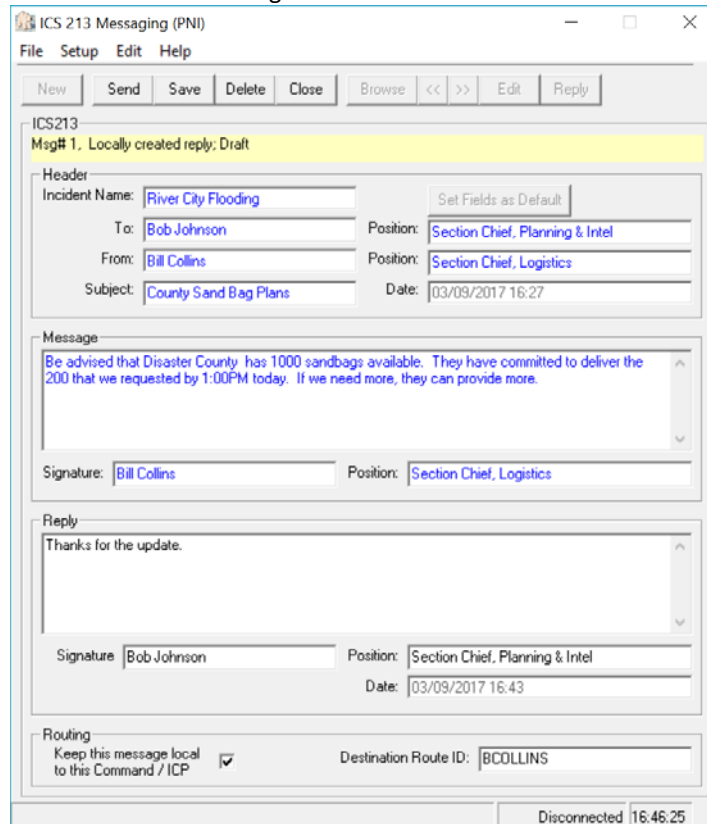 ICS 213 Messaging (PNI)
File Setup Edit Help
New Send Save Delete Close Browse << >> Edit Reply
ICS213
Msg# 1, Locally created reply; Draft
Header
Incident Name: River City Flooding Set Fields as Default
To: Bob Johnson Position: Section Chief, Planning & Intel
From: Bill Collins Position: Section Chief, Logistics
Subject: County Sand Bag Plans Date: 03/09/2017 16:27
Message
Be advised that Disaster County has 1000 sandbags available. They have committed to deliver the
200 that we requested by 1:00PM today. If we need more, they can provide more.
Signature: Bill Collins Position: Section Chief, Logistics
Reply
Thanks for the update.
Signature Bob Johnson Position: Section Chief, Planning & Intel
Date: 03/09/2017 16:43
Routing
Keep this message local
to this Command / ICP
Destination Route ID: BCOLLINS
Disconnected 16:46:25